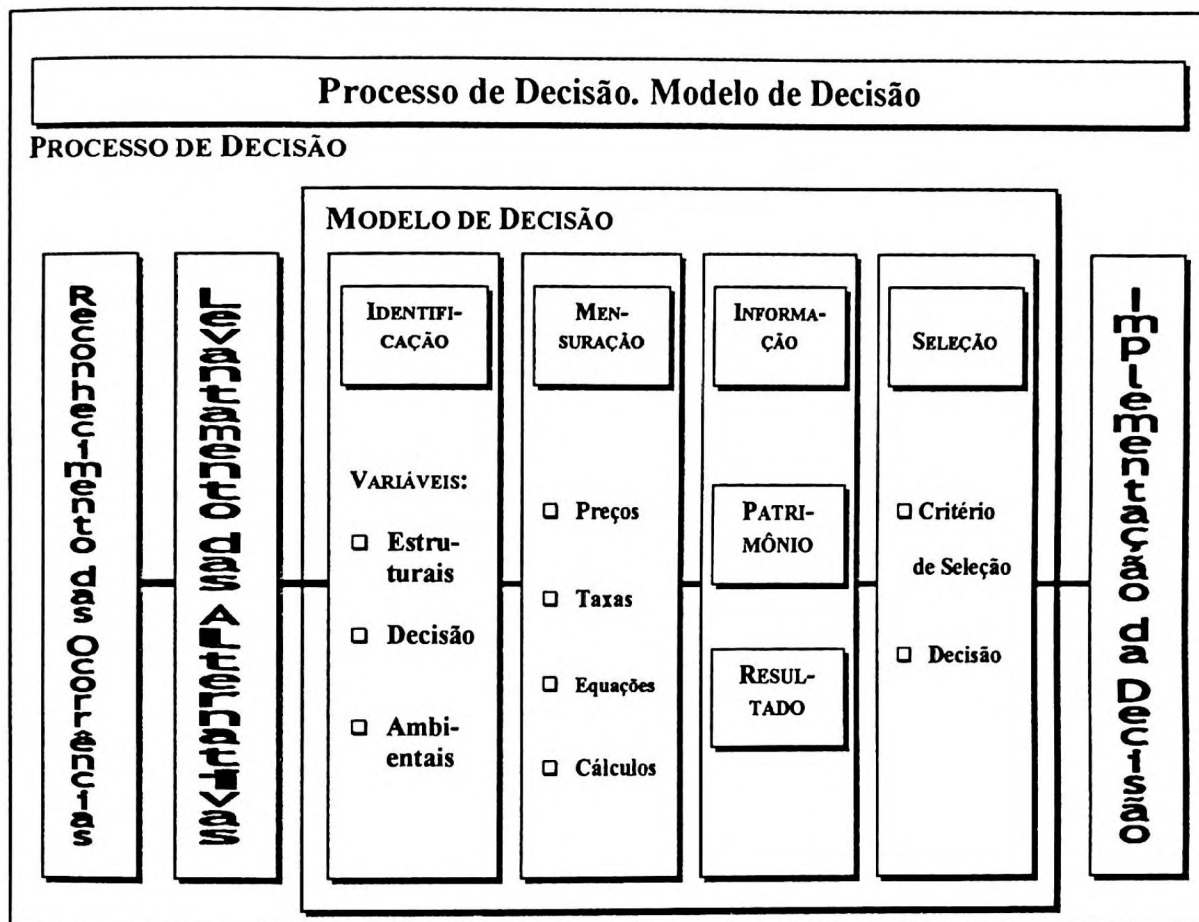 Processo de Decisão. Modelo de Decisão
PROCESSO DE DECISÃO
Reconhecimento das Ocorrências
Levantamento das Alternativas
MODELO DE DECISÃO
IDENTIFI-
CAÇÃO
VARIÁVEIS:
Estru-
turais
Decisão
Ambi-
entais
MEN-
SURAÇÃO
Preços
Taxas
Equações
Cálculos
INFORMA-
ÇÃO
PATRI-
MÔNIO
RESUL-
TADO
SELEÇÃO
Critério
de Seleção
Decisão
Implementação da Decisão